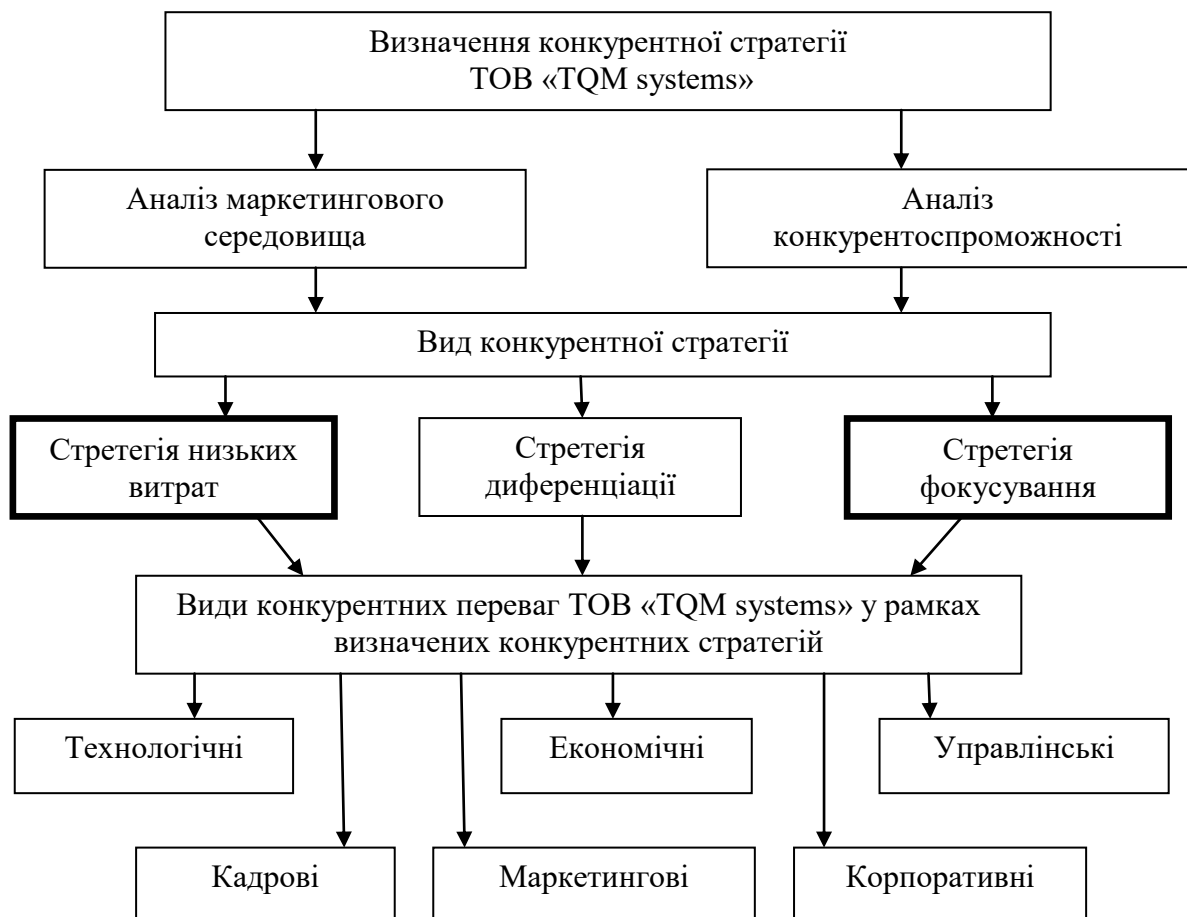 Визначення конкурентної стратегії
ТОВ «TQM systems»
Аналіз маркетингового
середовища
Аналіз
конкурентоспроможності
Вид конкурентної стратегії
Стретегія низьких
витрат
Стретегія
диференціації
Стретегія
фокусування
Види конкурентних переваг ТОВ «TQM systems» у рамках
визначених конкурентних стратегій
Технологічні
Економічні
Управлінські
Кадрові
Маркетингові
Корпоративні